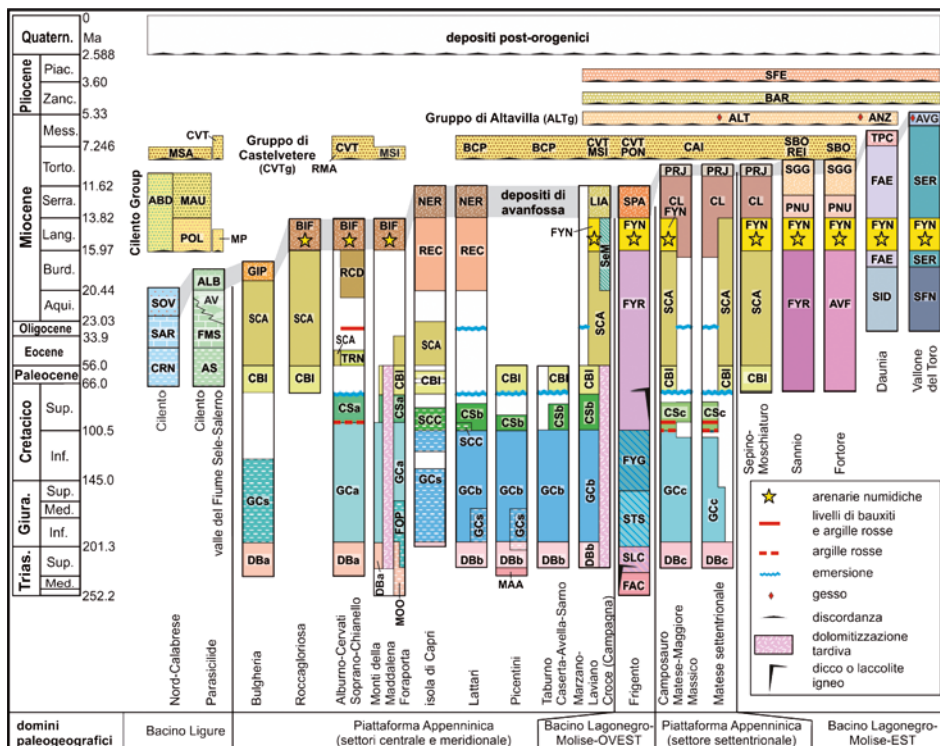 0
Ma
Quatern.
2.588
depositi post-orogenici
Pliocene
Piac.
3.60
SFE
Zanc.
5.33
BAR
Miocene
Mess.
7.246
Torto.
11.62
Serra.
13.82
Lang.
15.97
Burd.
20.44
Aqui.
23.03
Oligocene
33.9
Eocene
56.0
Paleocene
66.0
Cretacico
Sup.
100.5
Inf.
145.0
Giura.
Sup.
Med.
Inf.
201.3
Trias.
Sup.
Med.
252.2
Gruppo di Altavilla (ALTg)
ALT
ANZ
AVG
Gruppo di
Castelvetere
(CVTg)
RMA
CVT
MSA
CVT
MSI
BCP
BCP
CVT
MSI
CVT
PON
CAI
SBO
REI
SBO
TPC
Cilento Group
ABD
MAU
POL
MP
depositi di
avanfossa
SOV
SAR
CRN
ALB
AV
FMS
AS
GIP
SCA
CBI
GCs
DBa
BIF
SCA
CBI
BIF
RCD
SCA
TRN
CSa
GCa
DBa
BIF
CBI
CSa
GCa
FOP
DBa
MOO
NER
REC
SCA
CBI
SCC
GCs
NER
REC
CSb
SCC
GCb
GCs
DBb
CBI
CSb
GCb
GCs
DBb
MAA
CBI
CSb
GCb
DBb
LIA
FYN
SeM
SCA
CBI
CSb
GCb
DBb
SPA
FYN
FYR
FYG
STS
SLC
FAC
PRJ
CL
FYN
SCA
CSc
GCc
DBc
PRJ
CL
SCA
CSc
GCc
DBc
PRJ
CL
SCA
CBI
SGG
PNU
FYN
FYR
SGG
PNU
FYN
AVF
FAE
FYN
FAE
SID
SER
FYN
SER
SFN
Cilento
Cilento
valle del Fiume Sele-Salerno
Nord-Calabrese
Parasicilide
Bulgheria
Roccagloriosa
Alburno-Cervati
Soprano-Chianello
Monti della
Maddalena
Foraporta
isola di Capri
Lattari
Picentini
Taburno
Caserta-Avella-Sarno
Marzano-
Laviano
Croce (Campagna)
Frigento
Camposauro
Matese-Maggiore
Massico
Matese settentrionale
Sepino-
Moschiaturo
Sannio
Fortore
Daunia
Vallone
del Toro
arenarie numidiche
livelli di bauxiti
e argille rosse
argille rosse
emersione
gesso
discordanza
dolomitizzazione
tardiva
dicco o laccolite
igneo
domini
paleogeografici
Bacino Ligure
Piattaforma Appenninica
(settori centrale e meridionale)
Bacino Lagonegro-
Molise-OVEST
Piattaforma Appenninica
(settore settentrionale)
Bacino Lagonegro-
Molise-EST